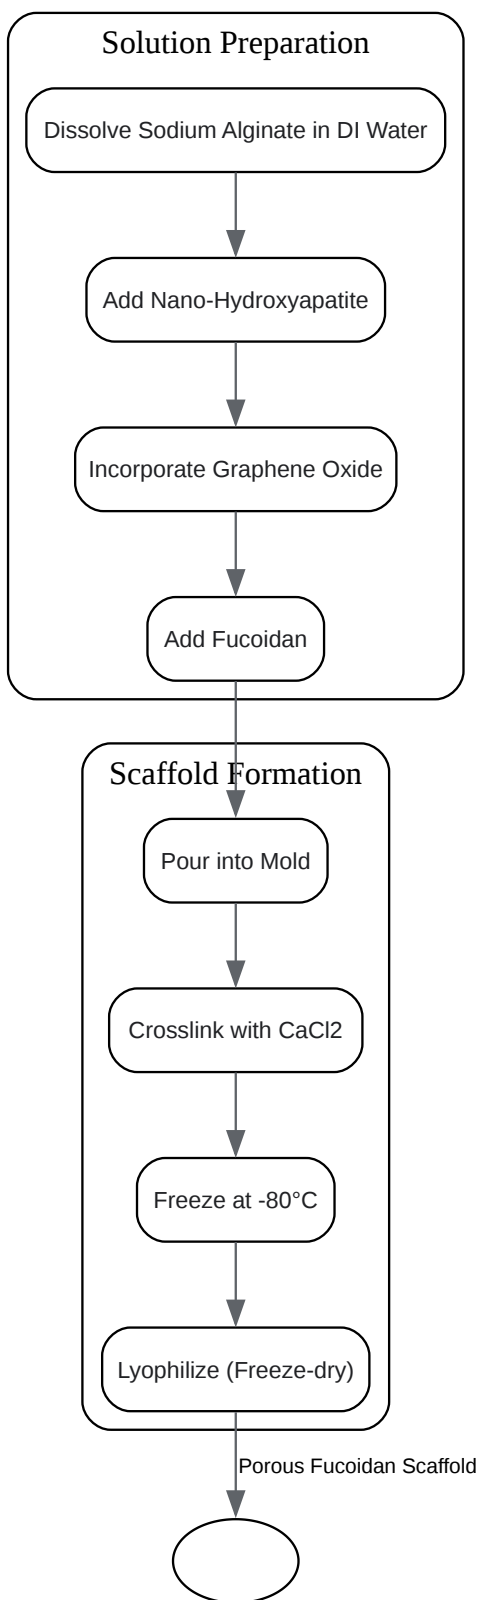 Solution Preparation
Dissolve Sodium Alginate in DI Water
Add Nano-Hydroxyapatite
Incorporate Graphene Oxide
Add Fucoidan
Scaffold Formation
Pour into Mold
Crosslink with CaCl2
Freeze at -80°C
Lyophilize (Freeze-dry)
Porous Fucoidan Scaffold